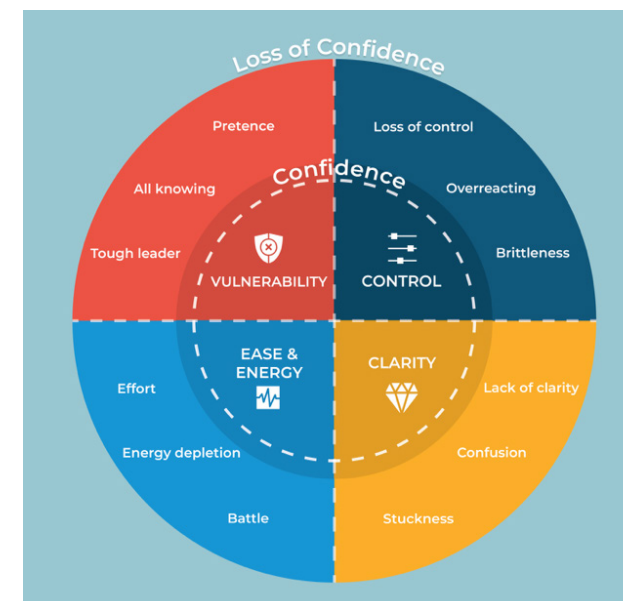 Loss of Confidence
Pretence
Loss of control
Confidence
All knowing
Overreacting
Tough leader
Brittleness
VULNERABILITY
CONTROL
EASE &
ENERGY
CLARITY
Effort
Lack of clarity
Energy depletion
Confusion
Battle
Stuckness